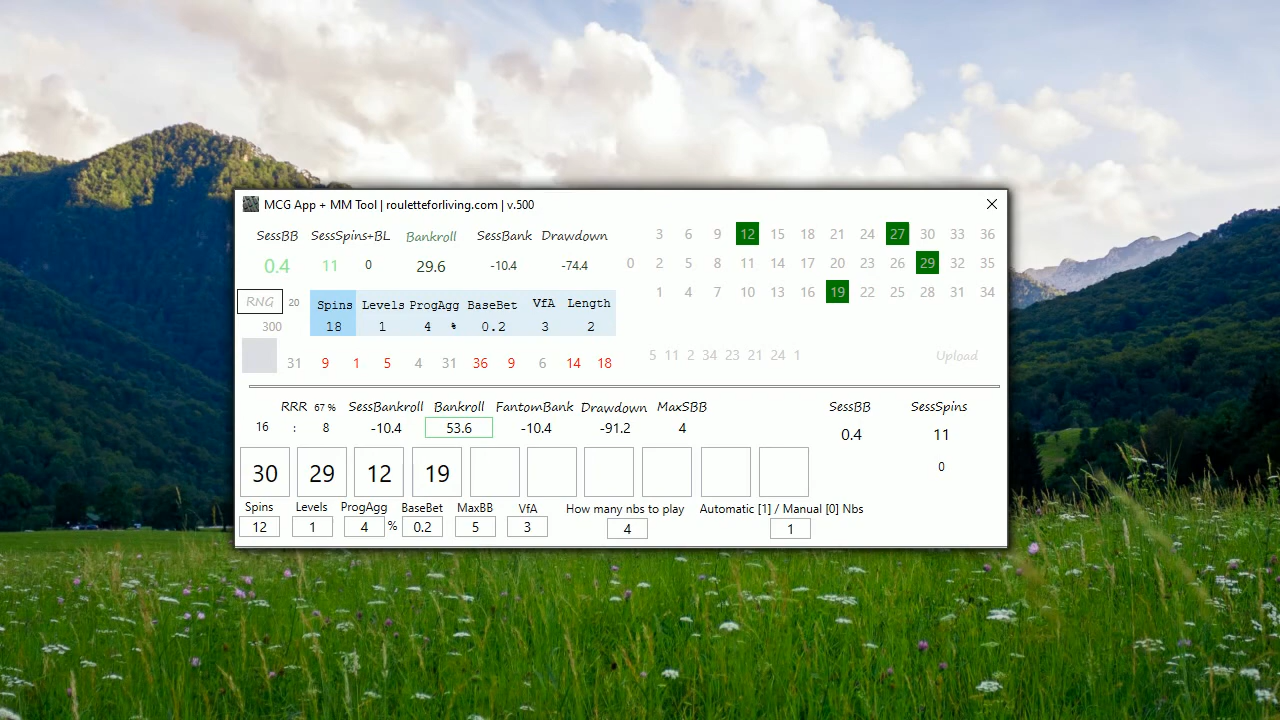 MCG App + MM Tool | rouletteforliving.com | v.500
SessBB SessSpins+BL Bankroll SessBank Drawdown
0.4 11 0 29.6 -10.4 -74.4
3 6 9 12 15 18 21 24 27 30 33 36
0 2 5 8 11 14 17 20 23 26 29 32 35
1 4 7 10 13 16 19 22 25 28 31 34
RNG 20
300
Spins Levels ProgAgg BaseBet VfA Length
18 1 4 % 0.2 3 2
31 9 1 5 4 31 36 9 6 14 18
5 11 2 34 23 21 24 1
Upload
RRR 67 % SessBankroll Bankroll FantomBank Drawdown MaxSBB SessBB SessSpins
16 : 8 -10.4 53.6 -10.4 -91.2 4 0.4 11
0
30 29 12 19
Spins Levels ProgAgg BaseBet MaxBB VfA How many nbs to play Automatic [1] / Manual [0] Nbs
12 1 4 % 0.2 5 3 4 1